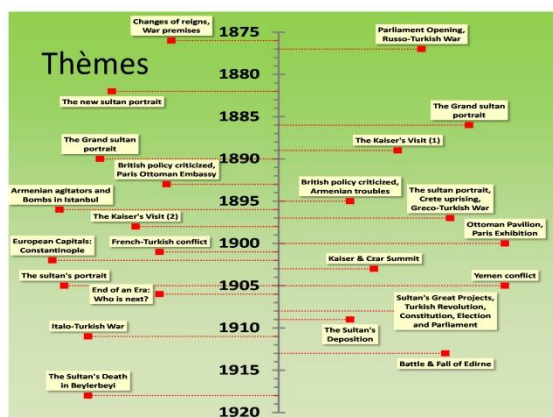 Thèmes
Changes of reigns,
War premises
1875
Parliament Opening,
Russo-Turkish War
1880
The new sultan portrait
1885
The Grand sultan
portrait
The Grand sultan
portrait
The Kaiser's Visit (1)
1890
British policy criticized,
Paris Ottoman Embassy
Armenian agitators and
Bombs in Istanbul
British policy criticized,
Armenian troubles
The sultan portrait,
Crete uprising,
Greco-Turkish War
1895
The Kaiser's Visit (2)
Ottoman Pavilion,
Paris Exhibition
European Capitals:
Constantinople
French-Turkish conflict
1900
Kaiser & Czar Summit
The sultan's portrait
End of an Era:
Who is next?
1905
Yemen conflict
Sultan's Great Projects,
Turkish Revolution,
Constitution, Election
and Parliament
Italo-Turkish War
1910
The Sultan's
Deposition
Battle & Fall of Edirne
The Sultan's Death
in Beylerbeyi
1915
1920